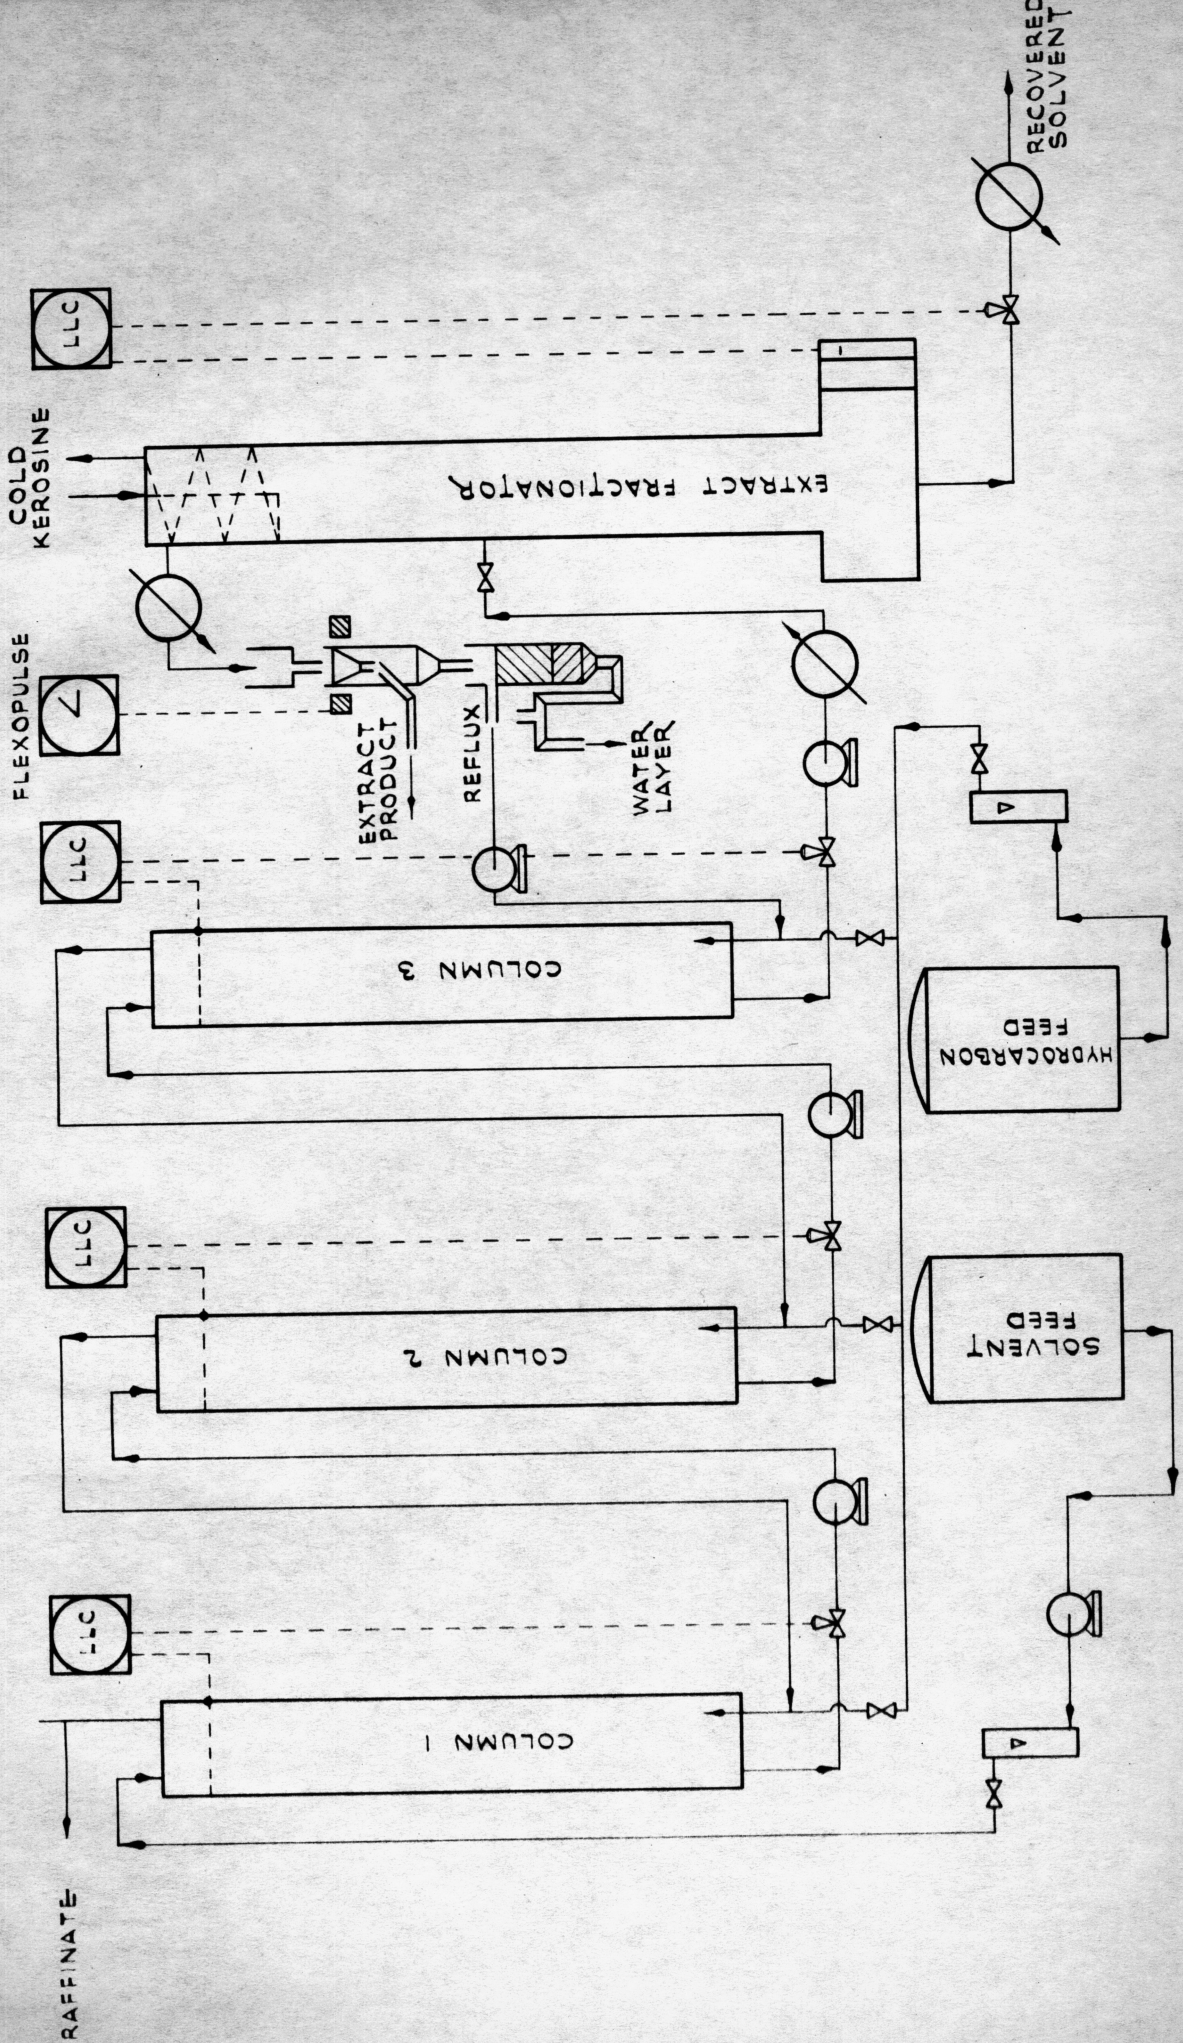 RAFFINATE
FLEXOPULSE
COLD
KEROSINE
LLC
LLC
LLC
LLC
COLUMN 1
COLUMN 2
COLUMN 3
EXTRACT
PRODUCT
REFLUX
WATER
LAYER
EXTRACT FRACTIONATOR
SOLVENT
FEED
HYDROCARBON
FEED
RECOVERED
SOLVENT